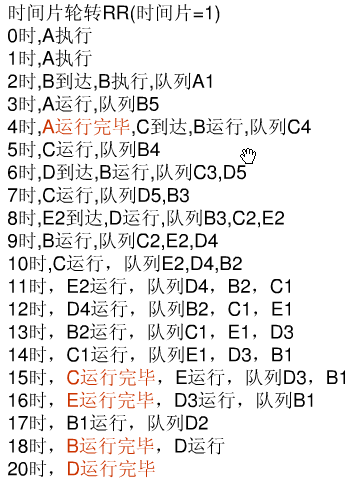 时间片轮转RR(时间片=1)
0时,A执行
1时,A执行
2时,B到达,B执行,队列A1
3时,A运行,队列B5
4时,A运行完毕,C到达,B运行,队列C4
5时,C运行,队列B4
6时,D到达,B运行,队列C3,D5
7时,C运行,队列D5,B3
8时,E2到达,D运行,队列B3,C2,E2
9时,B运行,队列C2,E2,D4
10时,C运行，队列E2,D4,B2
11时，E2运行，队列D4，B2，C1
12时，D4运行，队列B2，C1，E1
13时，B2运行，队列C1，E1，D3
14时，C1运行，队列E1，D3，B1
15时，C运行完毕，E运行，队列D3，B1
16时，E运行完毕，D3运行，队列B1
17时，B1运行，队列D2
18时，B运行完毕，D运行
20时，D运行完毕